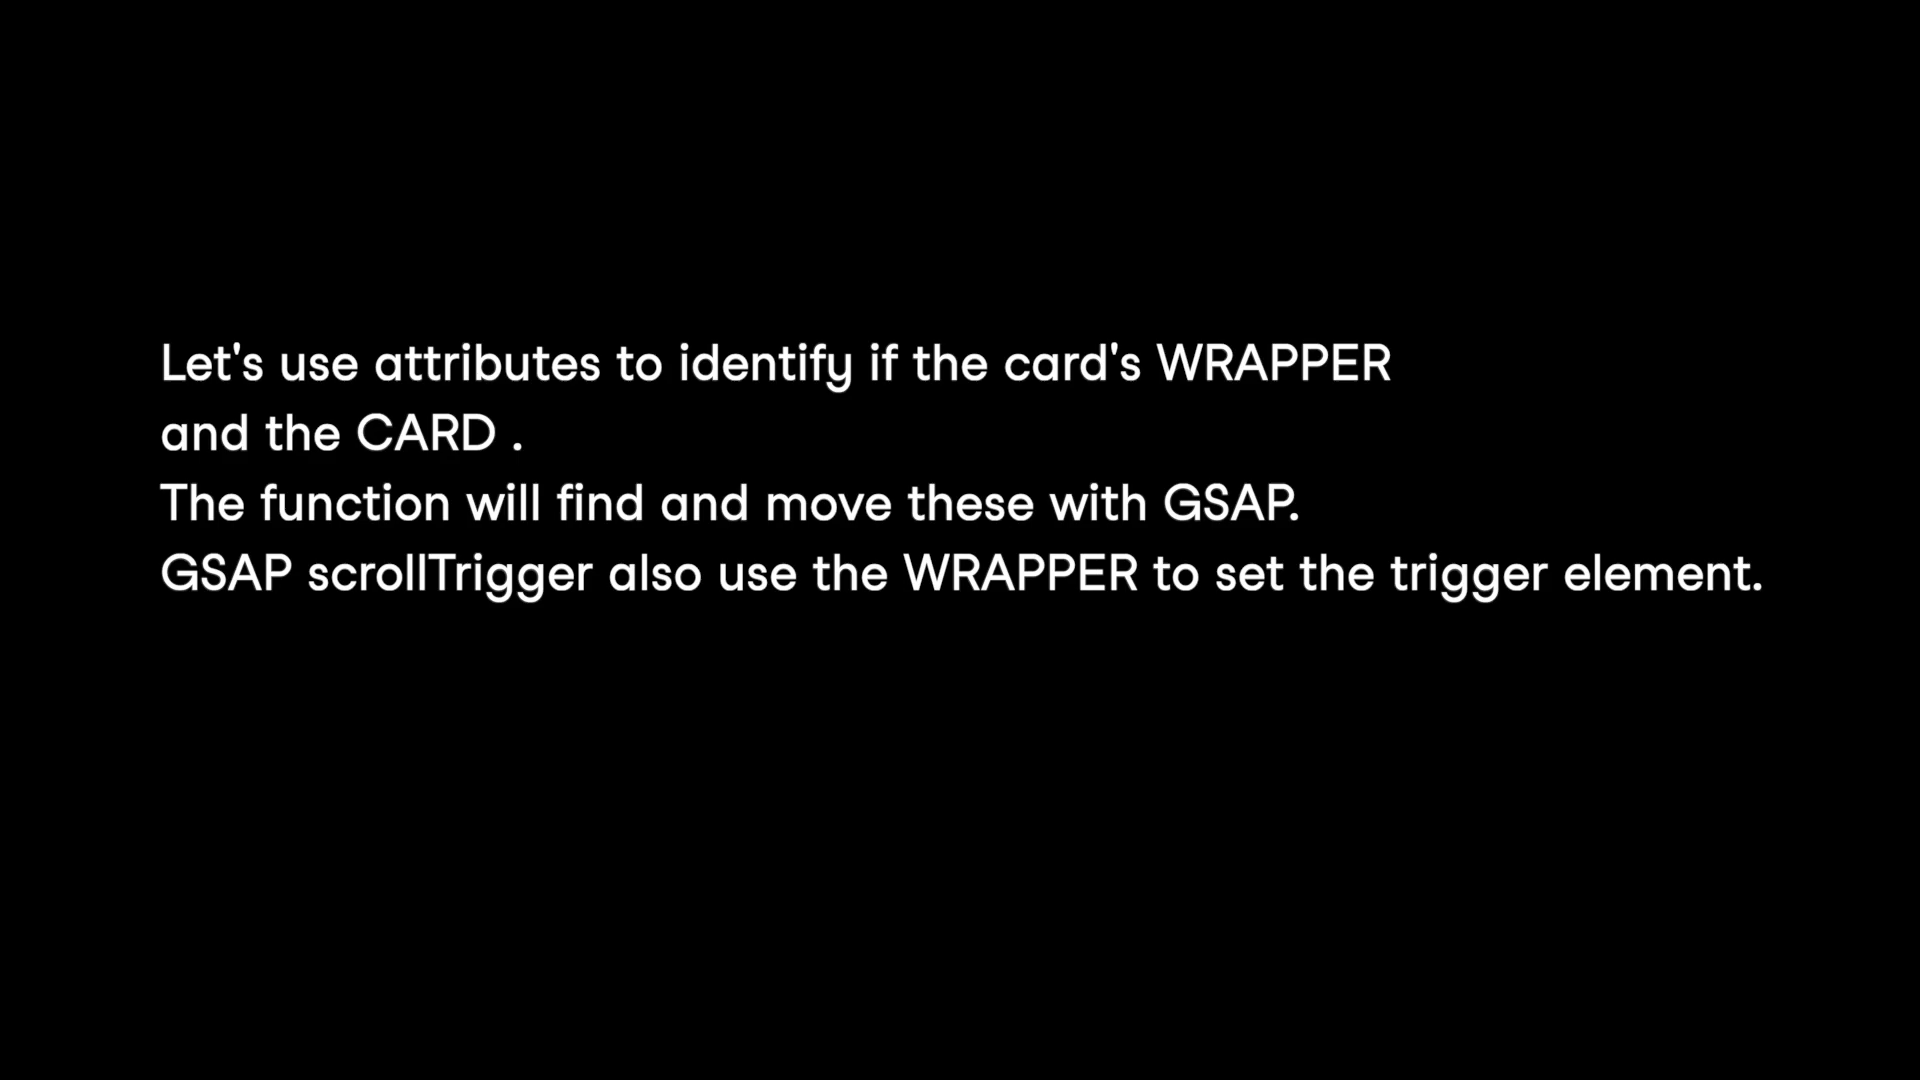 Let's use attributes to identify if the card's WRAPPER
and the CARD .
The function will find and move these with GSAP.
GSAP scrollTrigger also use the WRAPPER to set the trigger element.